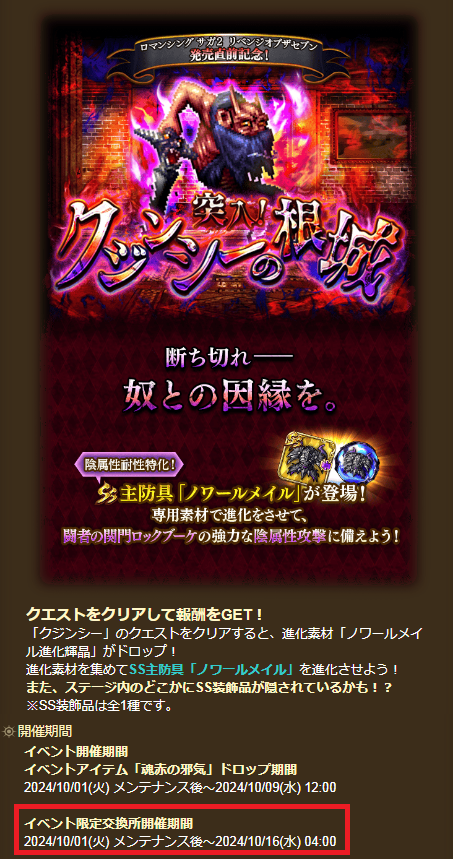 ロマンシング サガ2 リベンジオブザセブン
発売直前記念！
突入！
クジンシーの根城
断ち切れ――
奴との因縁を。
陰属性耐性特化！
SS主防具「ノワールメイル」が登場！
専用素材で進化をさせて、
闘者の関門ロックブーケの強力な陰属性攻撃に備えよう！
クエストをクリアして報酬をGET！
「クジンシー」のクエストをクリアすると、進化素材「ノワールメイ
ル進化輝晶」がドロップ！
進化素材を集めてSS主防具「ノワールメイル」を進化させよう！
また、ステージ内のどこかにSS装飾品が隠されているかも！？
※SS装飾品は全1種です。
開催期間
イベント開催期間
イベントアイテム「魂赤の邪気」ドロップ期間
2024/10/01(火) メンテナンス後～2024/10/09(水) 12:00
イベント限定交換所開催期間
2024/10/01(火) メンテナンス後～2024/10/16(水) 04:00